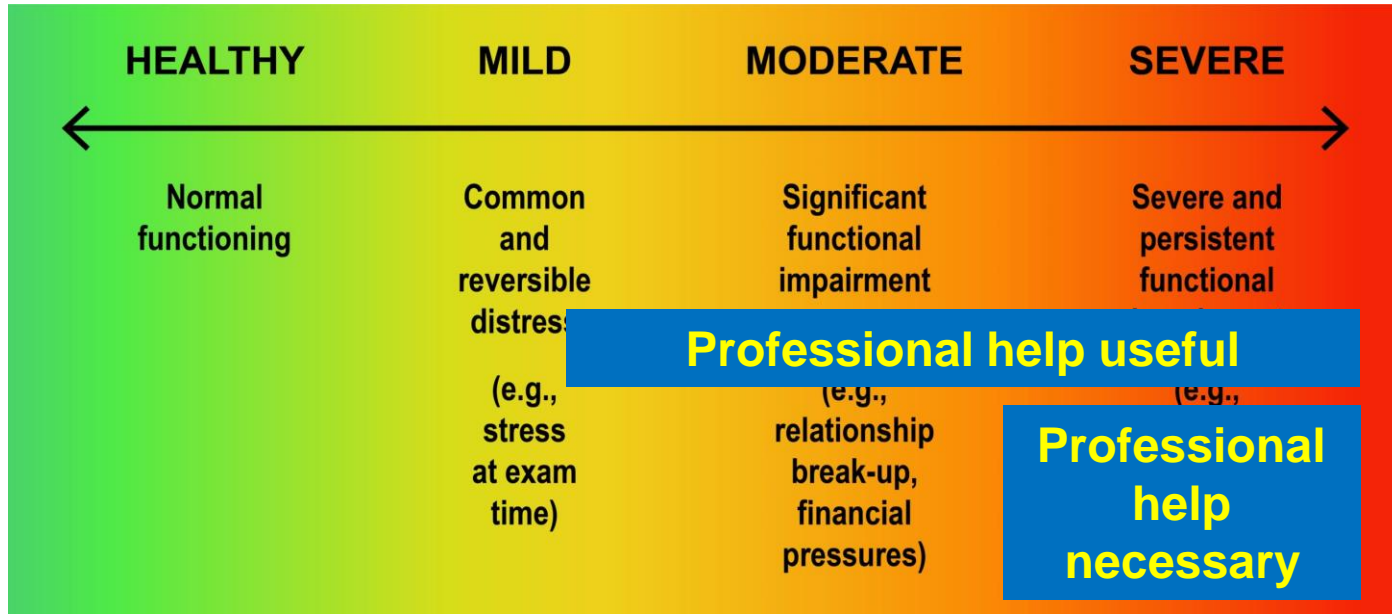 HEALTHY
MILD
MODERATE
SEVERE
Normal
functioning
Common
and
reversible
distress
(e.g.,
stress
at exam
time)
Significant
functional
impairment
(e.g.,
relationship
break-up,
financial
pressures)
Severe and
persistent
functional
(e.g.,
Professional help useful
Professional
help
necessary